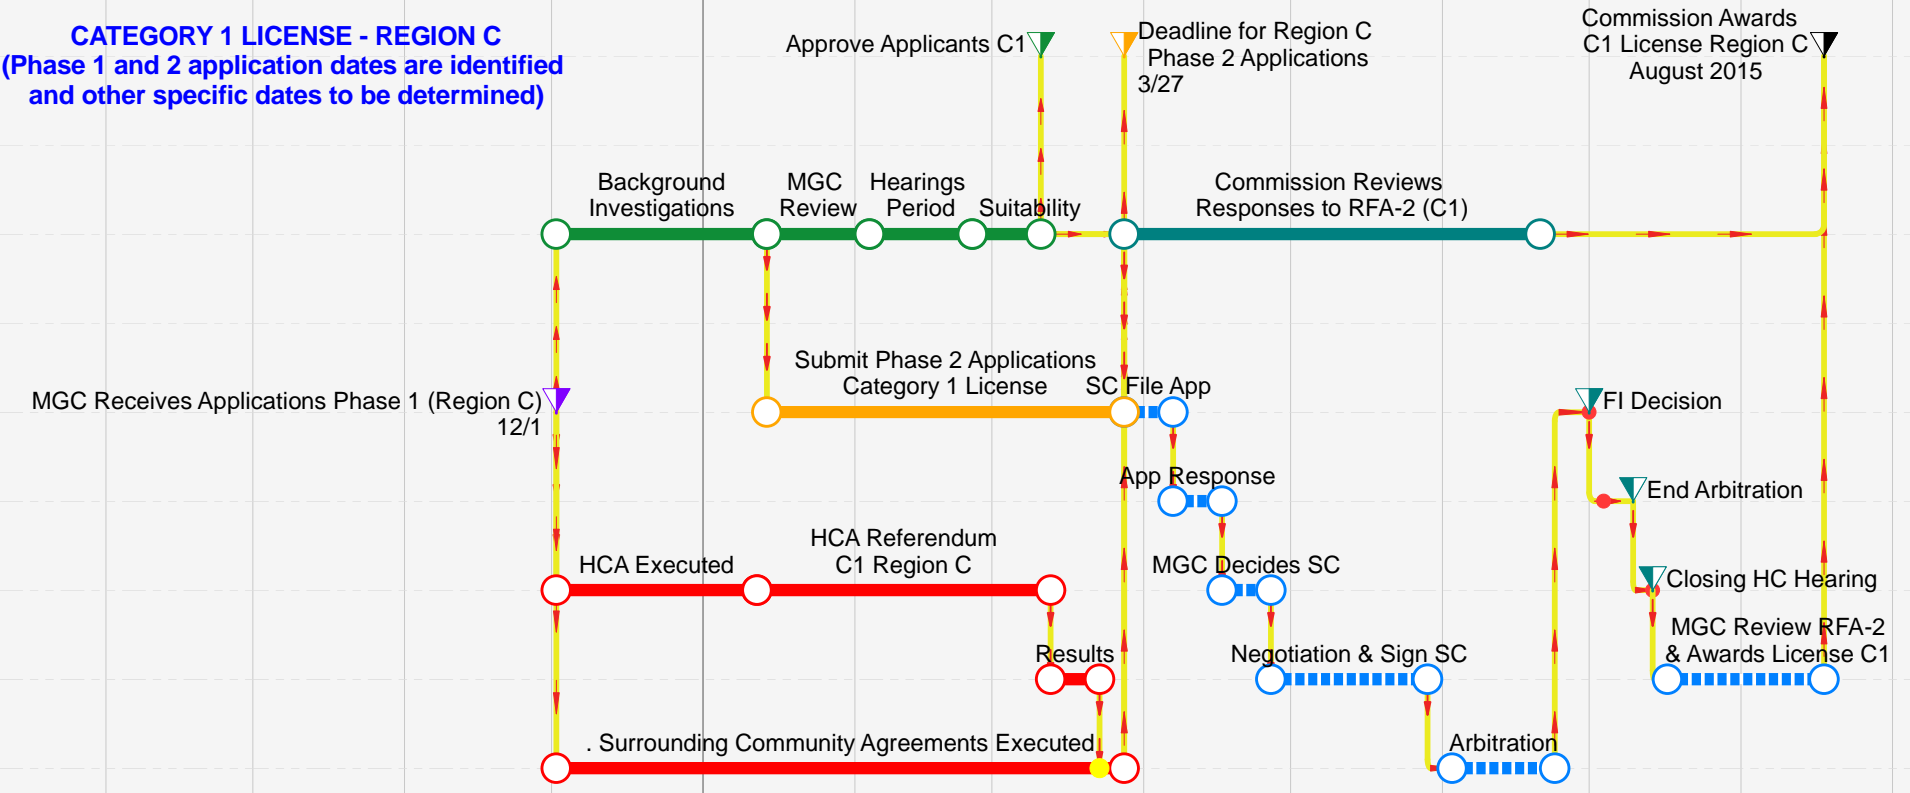 CATEGORY 1 LICENSE - REGION C
(Phase 1 and 2 application dates are identified
and other specific dates to be determined)
Approve Applicants C1
Deadline for Region C
Phase 2 Applications
3/27
Commission Awards
C1 License Region C
August 2015
Background
Investigations
MGC
Review
Hearings
Period
Suitability
Commission Reviews
Responses to RFA-2 (C1)
MGC Receives Applications Phase 1 (Region C)
12/1
Submit Phase 2 Applications
Category 1 License
SC File App
FI Decision
App Response
End Arbitration
HCA Executed
HCA Referendum
C1 Region C
MGC Decides SC
Closing HC Hearing
Results
Negotiation & Sign SC
MGC Review RFA-2
& Awards License C1
. Surrounding Community Agreements Executed
Arbitration